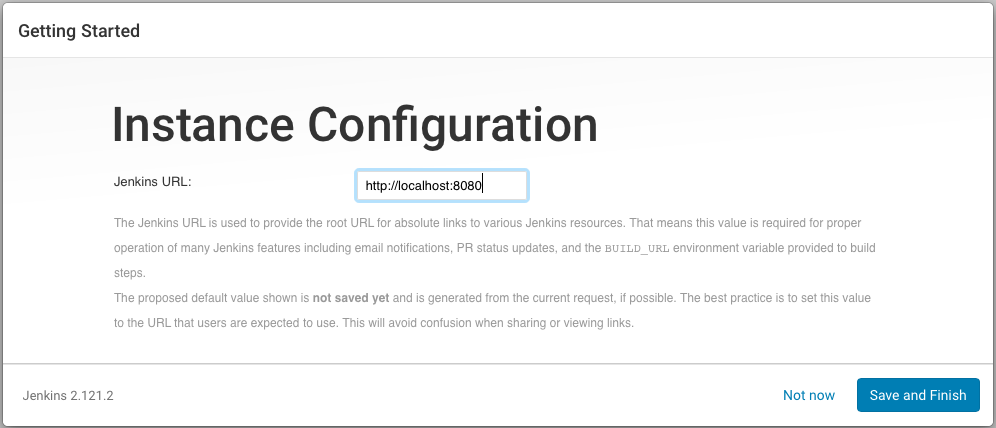 Getting Started
Instance Configuration
Jenkins URL:
http://localhost:8080
The Jenkins URL is used to provide the root URL for absolute links to various Jenkins resources. That means this value is required for proper
operation of many Jenkins features including email notifications, PR status updates, and the BUILD_URL environment variable provided to build
steps.
The proposed default value shown is not saved yet and is generated from the current request, if possible. The best practice is to set this value
to the URL that users are expected to use. This will avoid confusion when sharing or viewing links.
Jenkins 2.121.2
Not now
Save and Finish